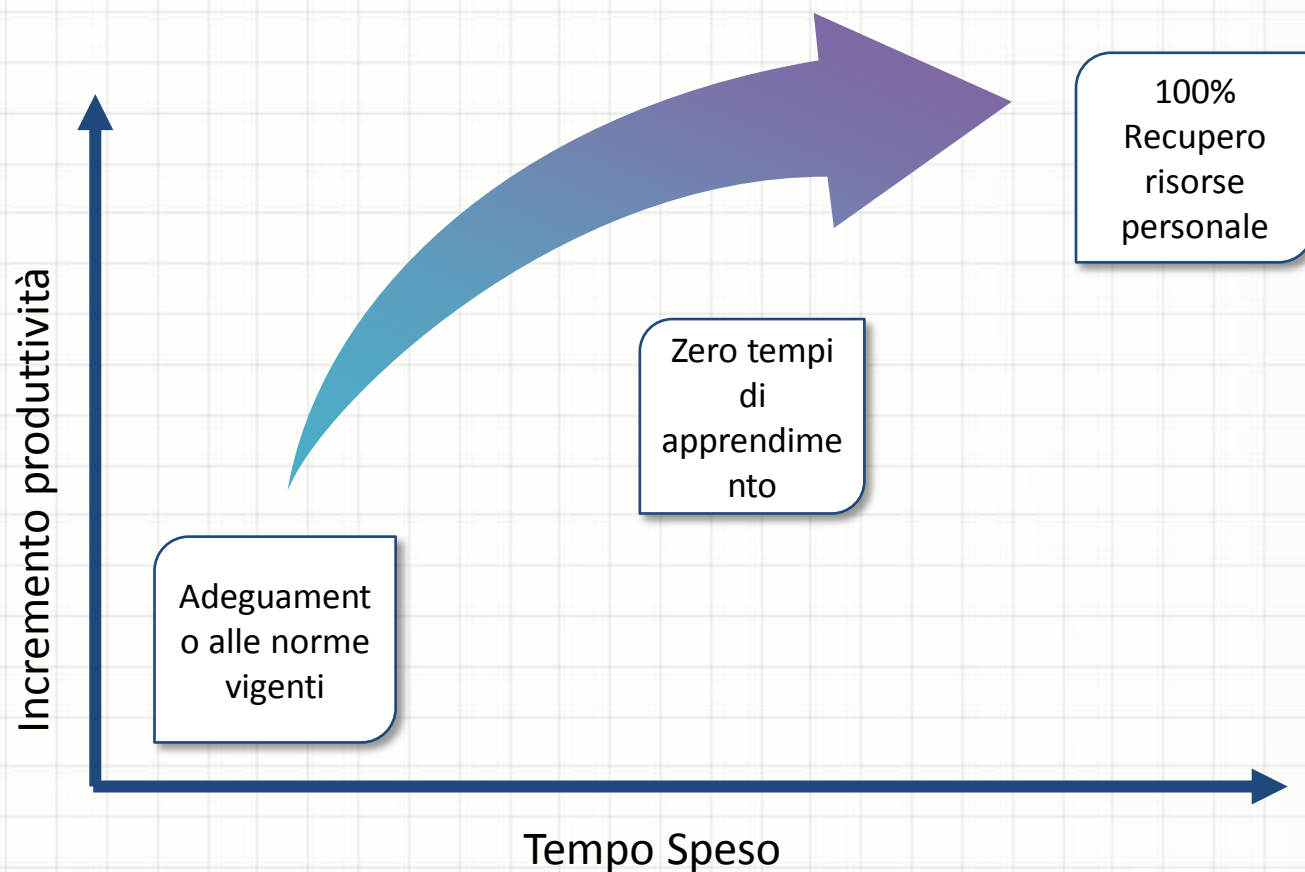 100%
Recupero
risorse
personale
Zero tempi
di
apprendime
nto
Incremento produttività
Adeguament
o alle norme
vigenti
Tempo Speso